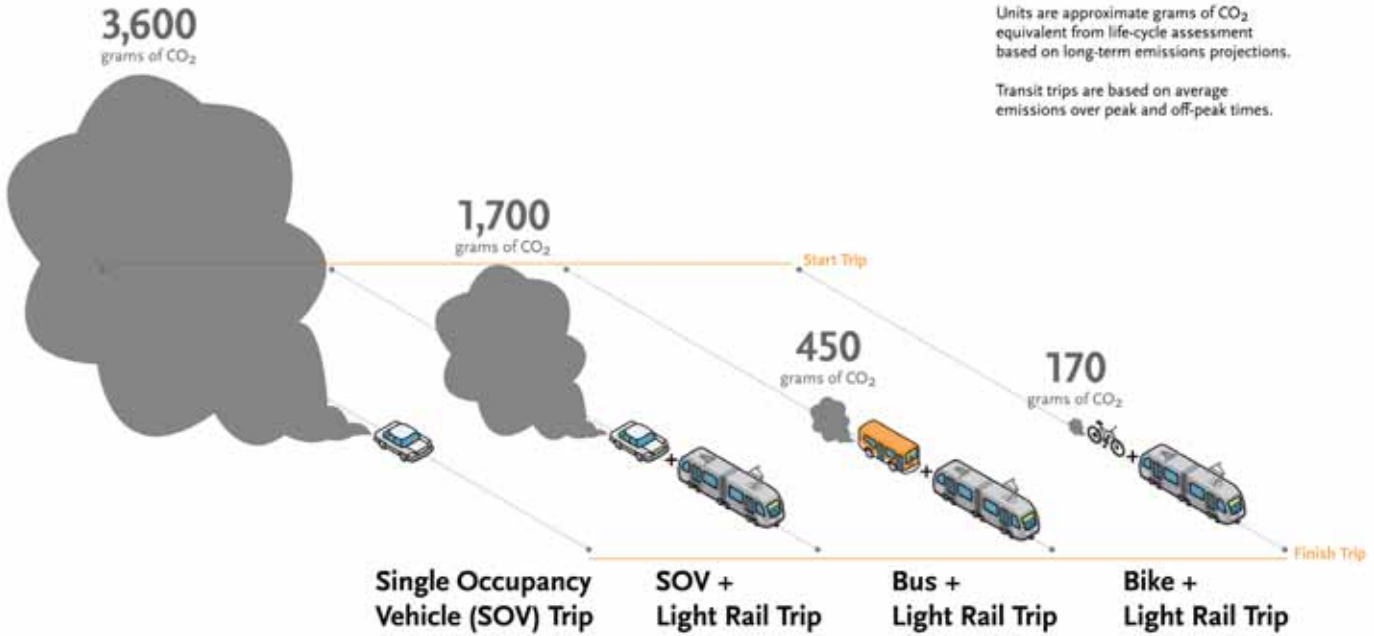 3,600
grams of CO₂
Units are approximate grams of CO₂
equivalent from life-cycle assessment
based on long-term emissions projections.
Transit trips are based on average
emissions over peak and off-peak times.
1,700
grams of CO₂
Start Trip
450
grams of CO₂
170
grams of CO₂
+
+
+
Finish Trip
Single Occupancy
Vehicle (SOV) Trip
SOV +
Light Rail Trip
Bus +
Light Rail Trip
Bike +
Light Rail Trip